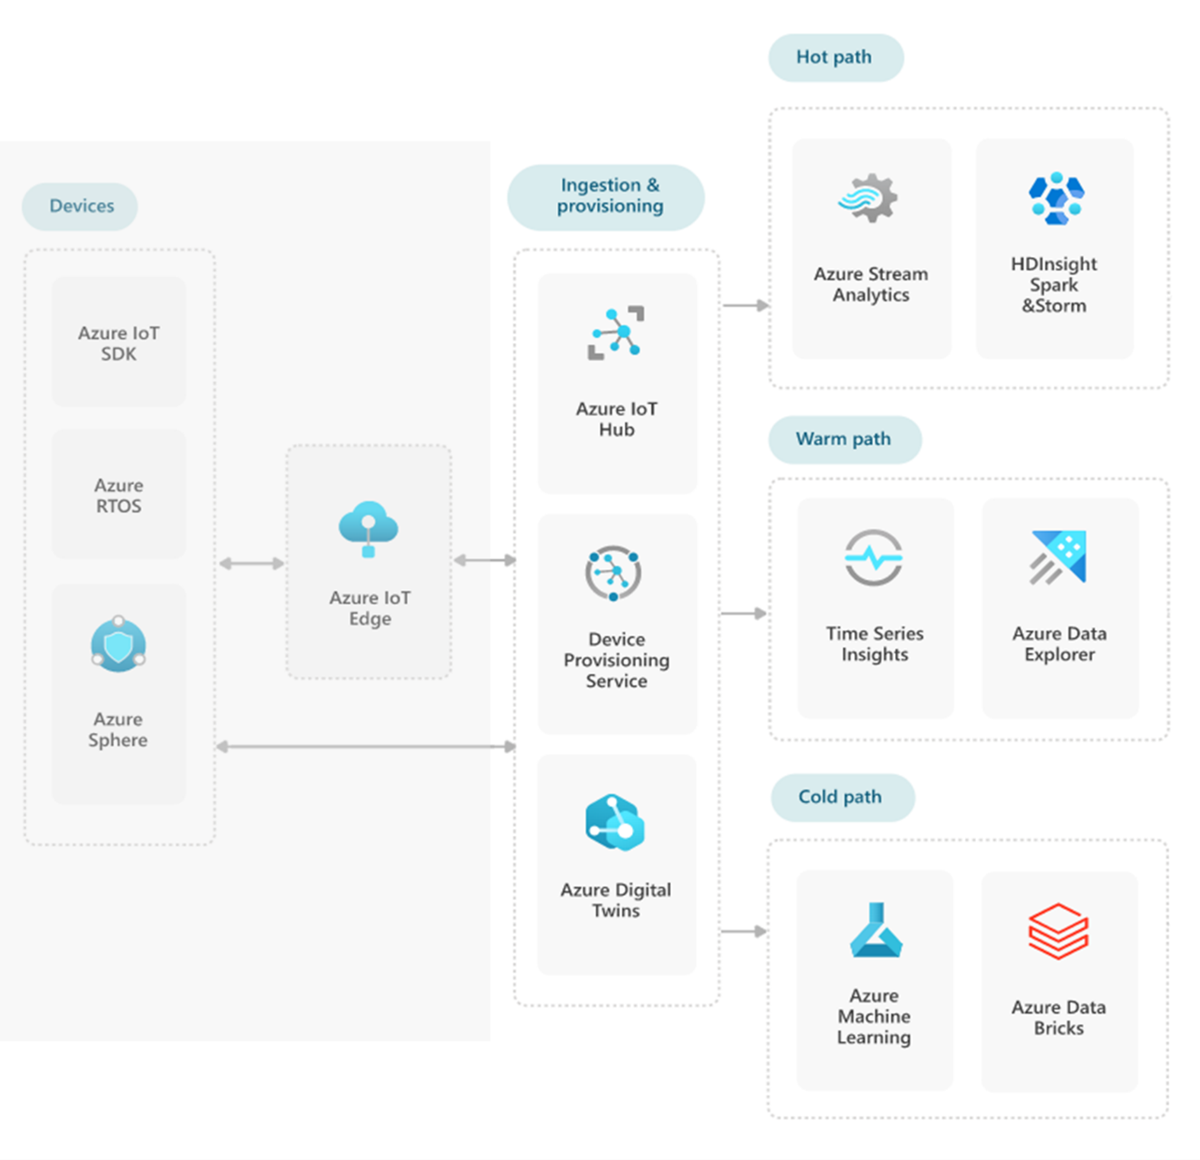 Devices
Azure IoT
SDK
Azure
RTOS
Azure
Sphere
Azure IoT
Edge
Ingestion &
provisioning
Azure IoT
Hub
Device
Provisioning
Service
Azure Digital
Twins
Hot path
Azure Stream
Analytics
HDInsight
Spark
&Storm
Warm path
Time Series
Insights
Azure Data
Explorer
Cold path
Azure
Machine
Learning
Azure Data
Bricks